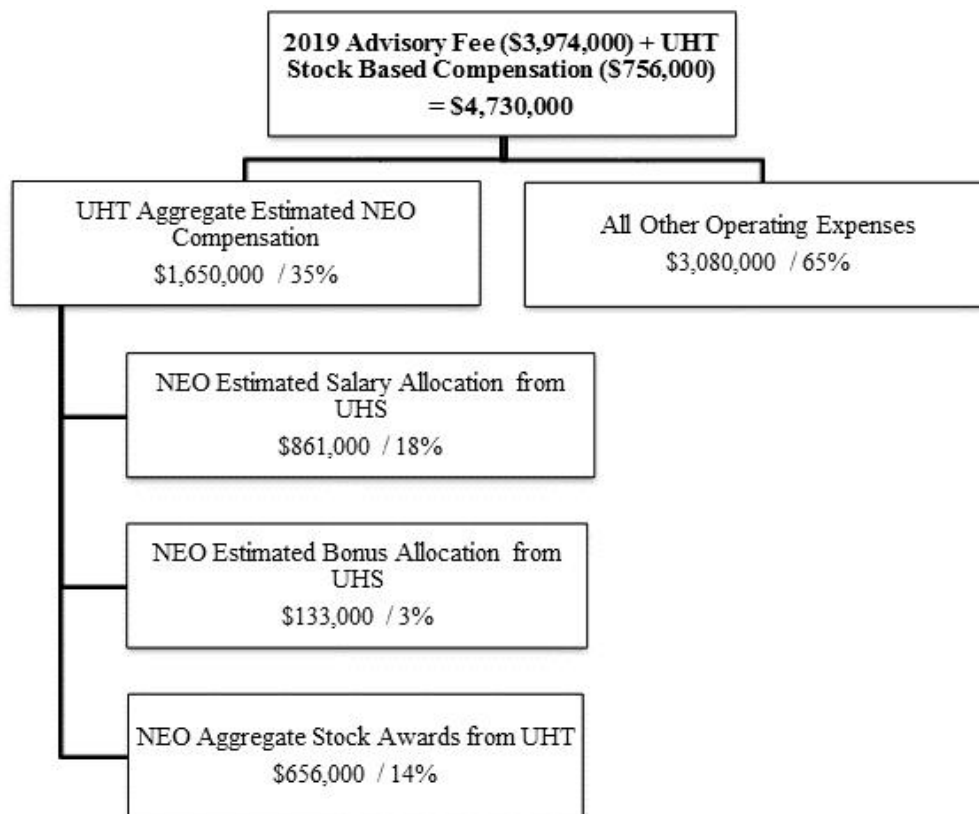 2019 Advisory Fee ($3,974,000) + UHT
Stock Based Compensation ($756,000)
= $4,730,000
UHT Aggregate Estimated NEO
Compensation
$1,650,000 / 35%
All Other Operating Expenses
$3,080,000 / 65%
NEO Estimated Salary Allocation from
UHS
$861,000 / 18%
NEO Estimated Bonus Allocation from
UHS
$133,000 / 3%
NEO Aggregate Stock Awards from UHT
$656,000 / 14%